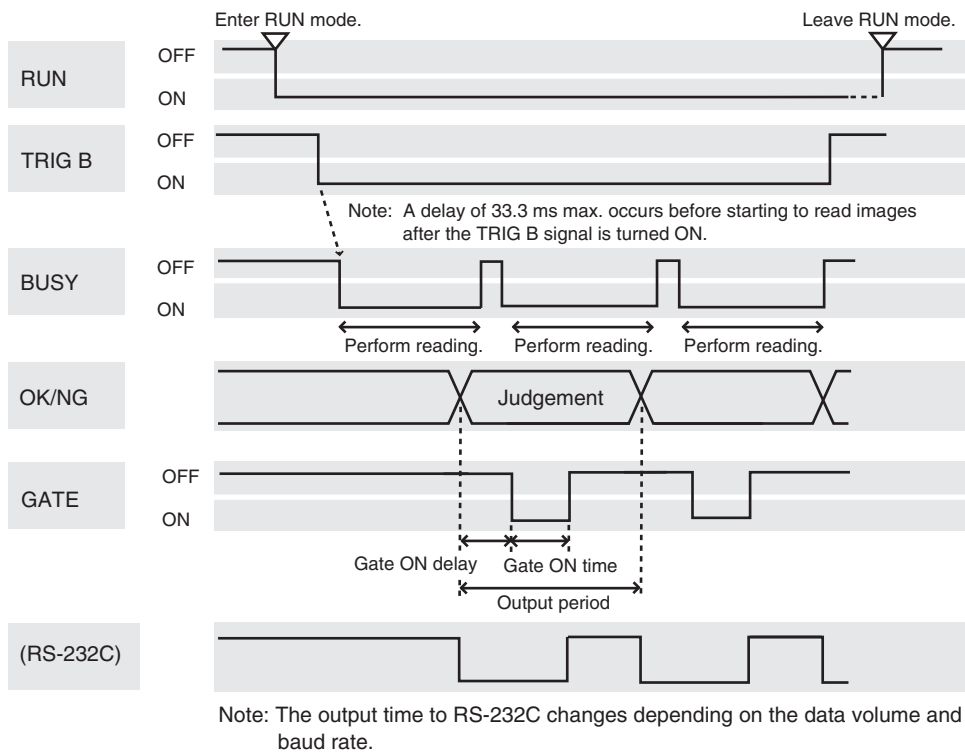 Enter RUN mode.
Leave RUN mode.
RUN
OFF
ON
TRIG B
OFF
ON
Note: A delay of 33.3 ms max. occurs before starting to read images
after the TRIG B signal is turned ON.
BUSY
OFF
ON
Perform reading.
Perform reading.
Perform reading.
OK/NG
Judgement
GATE
OFF
ON
Gate ON delay
Gate ON time
Output period
(RS-232C)
Note: The output time to RS-232C changes depending on the data volume and
baud rate.